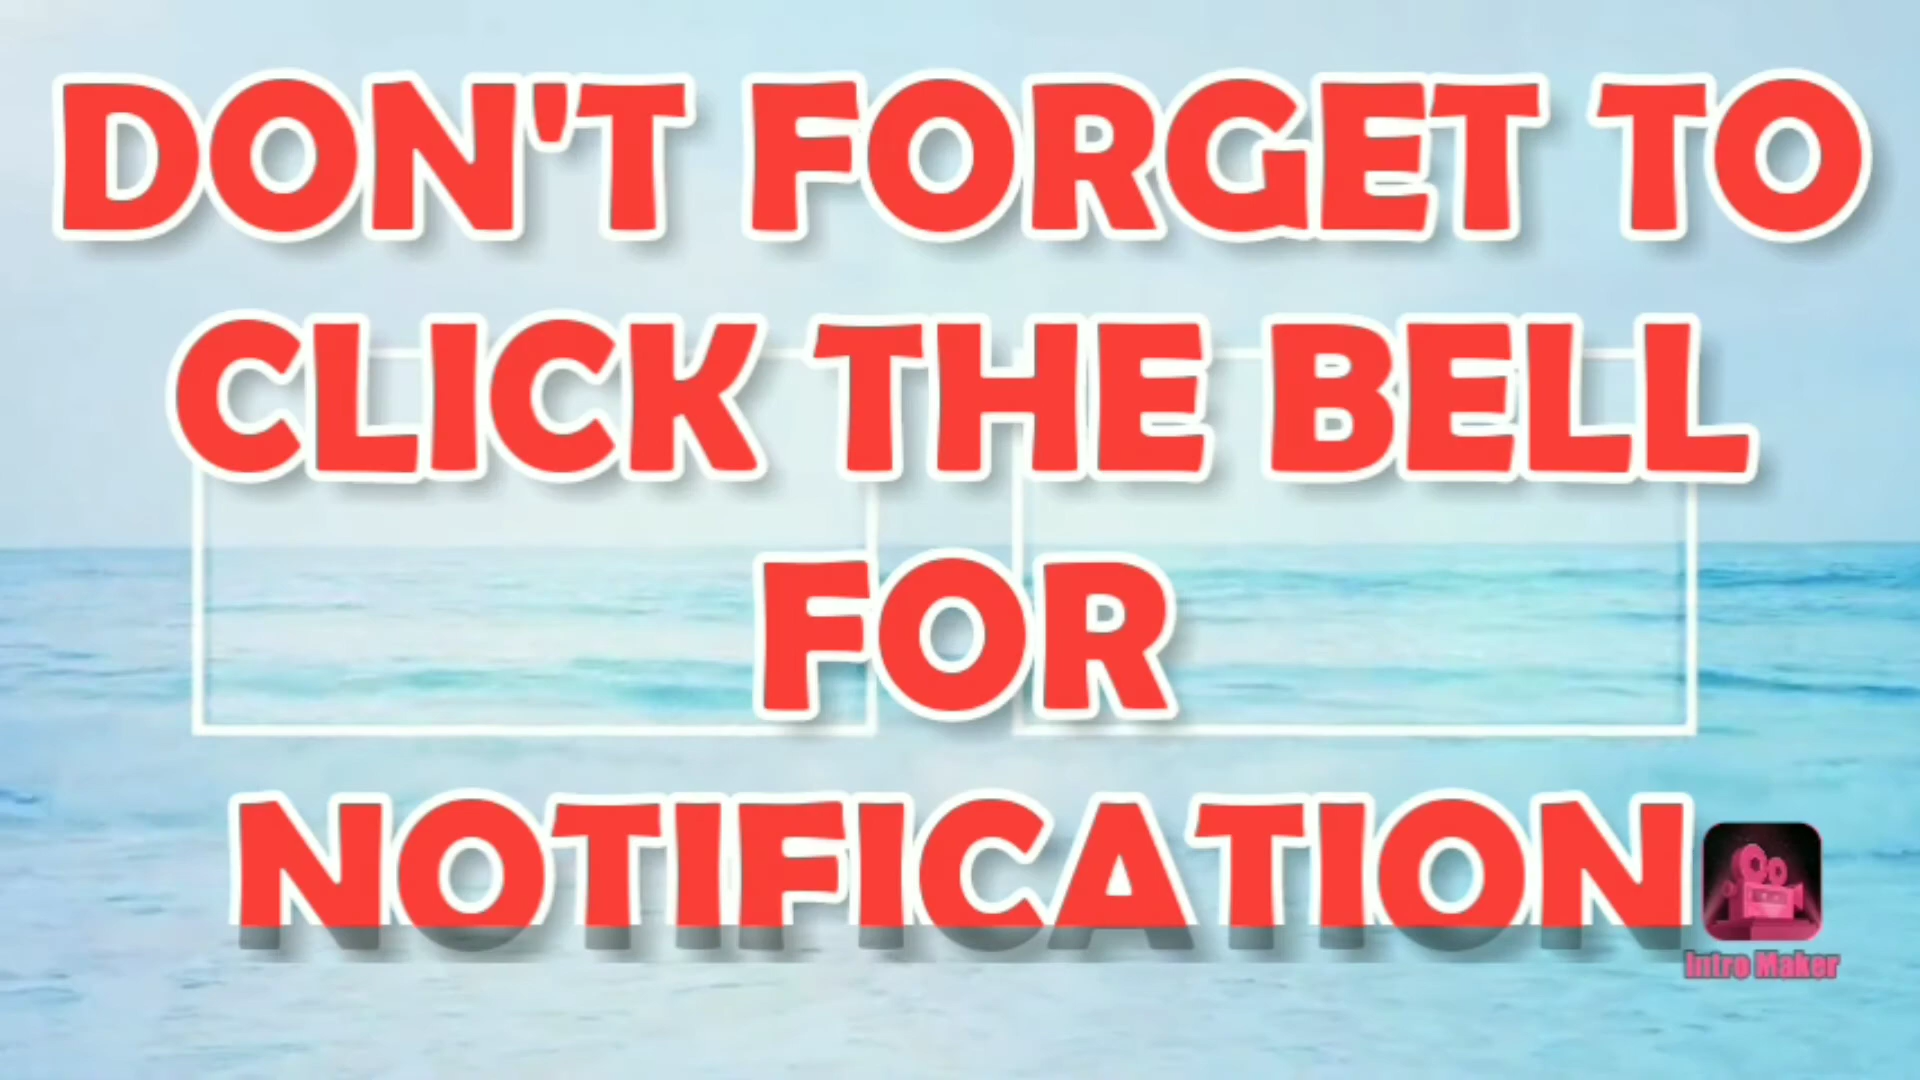 DON'T FORGET TO
CLICK THE BELL
FOR
NOTIFICATION
Intro Maker